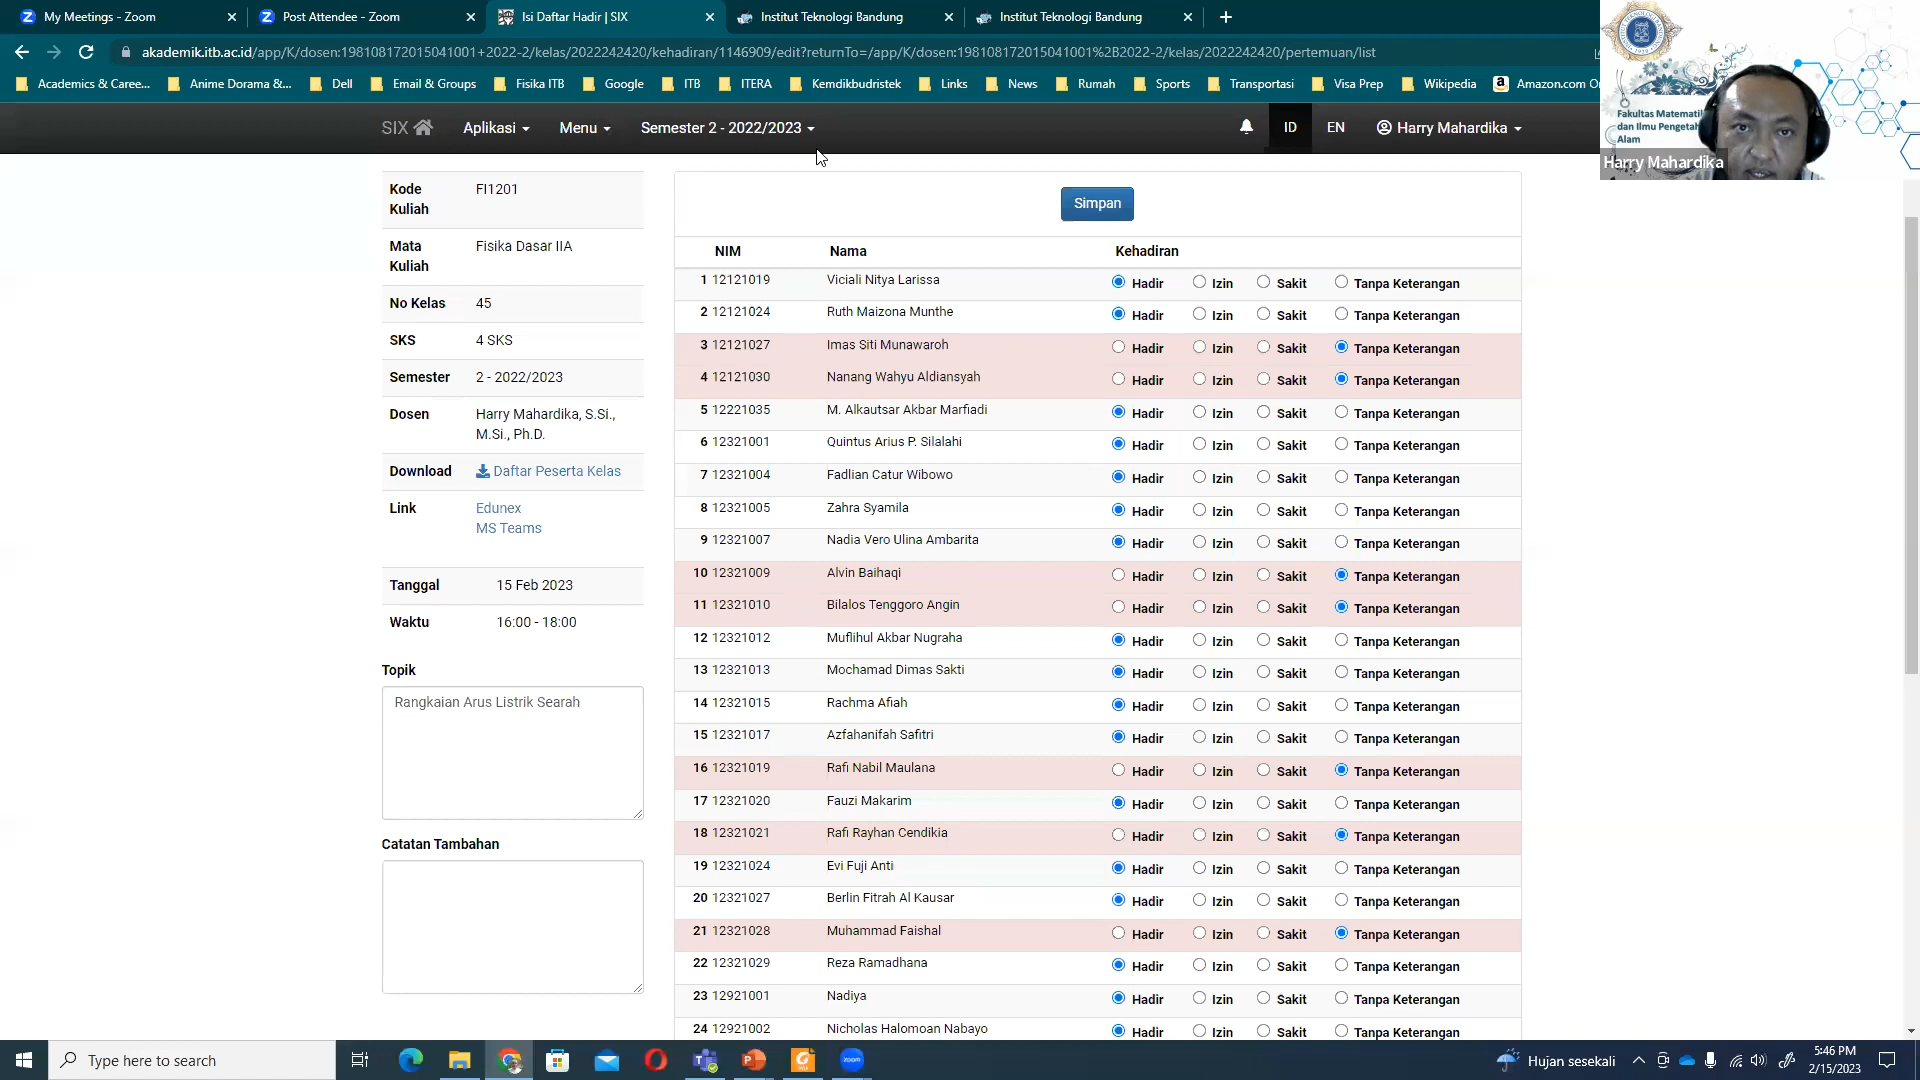 My Meetings - Zoom
Post Attendee - Zoom
Isi Daftar Hadir | SIX
Institut Teknologi Bandung
Institut Teknologi Bandung
akademik.itb.ac.id/app/K/dosen:198108172015041001+2022-2/kelas/2022242420/kehadiran/1146909/edit?returnTo=/app/K/dosen:198108172015041001%2B2022-2/kelas/2022242420/pertemuan/list
Academics & Caree...
Anime Dorama &...
Dell
Email & Groups
Fisika ITB
Google
ITB
ITERA
Kemdikbudristek
Links
News
Rumah
Sports
Transportasi
Visa Prep
Wikipedia
Amazon.com
SIX Aplikasi Menu Semester 2 - 2022/2023 ID EN Harry Mahardika
Fakultas Matemati
dan Ilmu Pengetah
Alam
Harry Mahardika
Kode Kuliah FI1201
Mata Kuliah Fisika Dasar IIA
No Kelas 45
SKS 4 SKS
Semester 2 - 2022/2023
Dosen Harry Mahardika, S.Si.,
M.Si., Ph.D.
Download Daftar Peserta Kelas
Link Edunex
MS Teams
Tanggal 15 Feb 2023
Waktu 16:00 - 18:00
Topik
Rangkaian Arus Listrik Searah
Catatan Tambahan
Simpan
NIM Nama Kehadiran
1 12121019 Viciali Nitya Larissa Hadir Izin Sakit Tanpa Keterangan
2 12121024 Ruth Maizona Munthe Hadir Izin Sakit Tanpa Keterangan
3 12121027 Imas Siti Munawaroh Hadir Izin Sakit Tanpa Keterangan
4 12121030 Nanang Wahyu Aldiansyah Hadir Izin Sakit Tanpa Keterangan
5 12221035 M. Alkautsar Akbar Marfiadi Hadir Izin Sakit Tanpa Keterangan
6 12321001 Quintus Arius P. Silalahi Hadir Izin Sakit Tanpa Keterangan
7 12321004 Fadlian Catur Wibowo Hadir Izin Sakit Tanpa Keterangan
8 12321005 Zahra Syamila Hadir Izin Sakit Tanpa Keterangan
9 12321007 Nadia Vero Ulina Ambarita Hadir Izin Sakit Tanpa Keterangan
10 12321009 Alvin Baihaqi Hadir Izin Sakit Tanpa Keterangan
11 12321010 Bilalos Tenggoro Angin Hadir Izin Sakit Tanpa Keterangan
12 12321012 Muflihul Akbar Nugraha Hadir Izin Sakit Tanpa Keterangan
13 12321013 Mochamad Dimas Sakti Hadir Izin Sakit Tanpa Keterangan
14 12321015 Rachma Afiah Hadir Izin Sakit Tanpa Keterangan
15 12321017 Azfahanifah Safitri Hadir Izin Sakit Tanpa Keterangan
16 12321019 Rafi Nabil Maulana Hadir Izin Sakit Tanpa Keterangan
17 12321020 Fauzi Makarim Hadir Izin Sakit Tanpa Keterangan
18 12321021 Rafi Rayhan Cendikia Hadir Izin Sakit Tanpa Keterangan
19 12321024 Evi Fuji Anti Hadir Izin Sakit Tanpa Keterangan
20 12321027 Berlin Fitrah Al Kausar Hadir Izin Sakit Tanpa Keterangan
21 12321028 Muhammad Faishal Hadir Izin Sakit Tanpa Keterangan
22 12321029 Reza Ramadhana Hadir Izin Sakit Tanpa Keterangan
23 12921001 Nadiya Hadir Izin Sakit Tanpa Keterangan
24 12921002 Nicholas Halomoan Nabayo Hadir Izin Sakit Tanpa Keterangan
Type here to search
zoom
Hujan sesekali
5:46 PM
2/15/2023